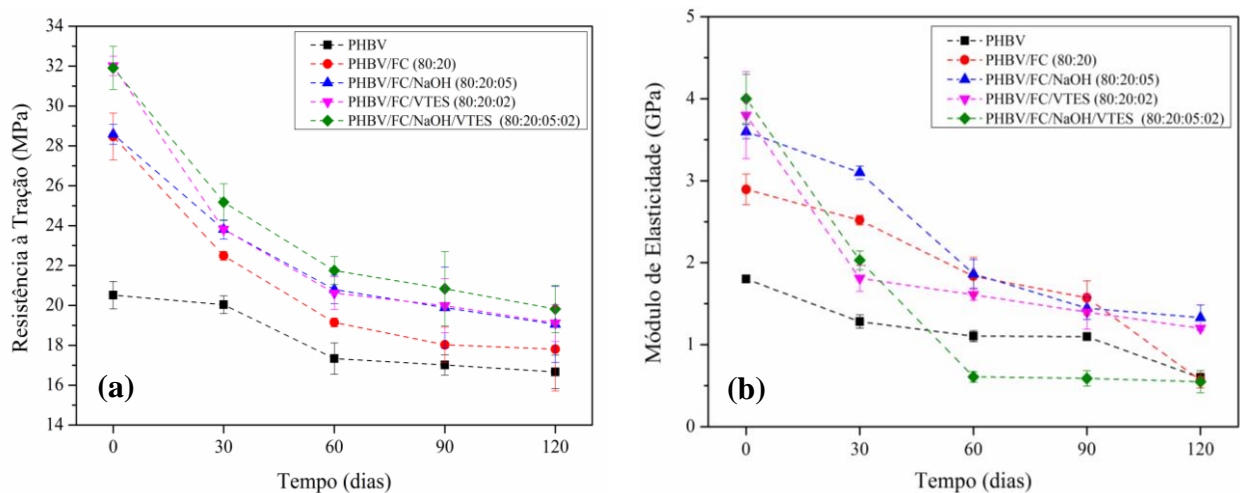 34
32
30
28
26
24
22
20
18
16
14
Resistência à Tração (MPa)
PHBV
PHBV/FC (80:20)
PHBV/FC/NaOH (80:20:05)
PHBV/FC/VTES (80:20:02)
PHBV/FC/NaOH/VTES (80:20:05:02)
(a)
0 30 60 90 120
Tempo (dias)
5
4
3
2
1
0
Módulo de Elasticidade (GPa)
PHBV
PHBV/FC (80:20)
PHBV/FC/NaOH (80:20:05)
PHBV/FC/VTES (80:20:02)
PHBV/FC/NaOH/VTES (80:20:05:02)
(b)
0 30 60 90 120
Tempo (dias)